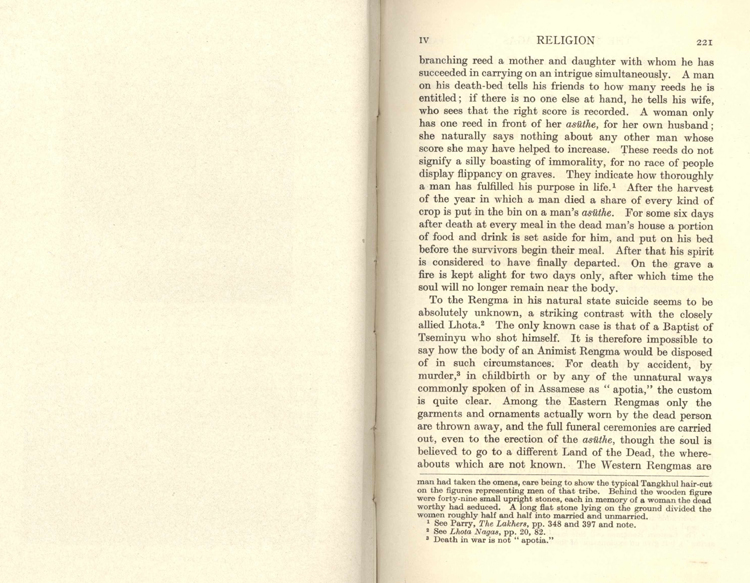 IV RELIGION 221
branching reed a mother and daughter with whom he has
succeeded in carrying on an intrigue simultaneously. A man
on his death-bed tells his friends to how many reeds he is
entitled; if there is no one else at hand, he tells his wife,
who sees that the right score is recorded. A woman only
has one reed in front of her asüthe, for her own husband;
she naturally says nothing about any other man whose
score she may have helped to increase. These reeds do not
signify a silly boasting of immorality, for no race of people
display flippancy on graves. They indicate how thoroughly
a man has fulfilled his purpose in life.¹ After the harvest
of the year in which a man died a share of every kind of
crop is put in the bin on a man's asüthe. For some six days
after death at every meal in the dead man's house a portion
of food and drink is set aside for him, and put on his bed
before the survivors begin their meal. After that his spirit
is considered to have finally departed. On the grave a
fire is kept alight for two days only, after which time the
soul will no longer remain near the body.
To the Rengma in his natural state suicide seems to be
absolutely unknown, a striking contrast with the closely
allied Lhota.² The only known case is that of a Baptist of
Tseminyu who shot himself. It is therefore impossible to
say how the body of an Animist Rengma would be disposed
of in such circumstances. For death by accident, by
murder,³ in childbirth or by any of the unnatural ways
commonly spoken of in Assamese as " apotia," the custom
is quite clear. Among the Eastern Rengmas only the
garments and ornaments actually worn by the dead person
are thrown away, and the full funeral ceremonies are carried
out, even to the erection of the asüthe, though the soul is
believed to go to a different Land of the Dead, the where-
abouts which are not known. The Western Rengmas are
man had taken the omens, care being to show the typical Tangkhul hair-cut
on the figures representing men of that tribe. Behind the wooden figure
were forty-nine small upright stones, each in memory of a woman the dead
worthy had seduced. A long flat stone lying on the ground divided the
women roughly half and half into married and unmarried.
¹ See Parry, The Lakhers, pp. 348 and 397 and note.
² See Lhota Nagas, pp. 20, 82.
³ Death in war is not " apotia."